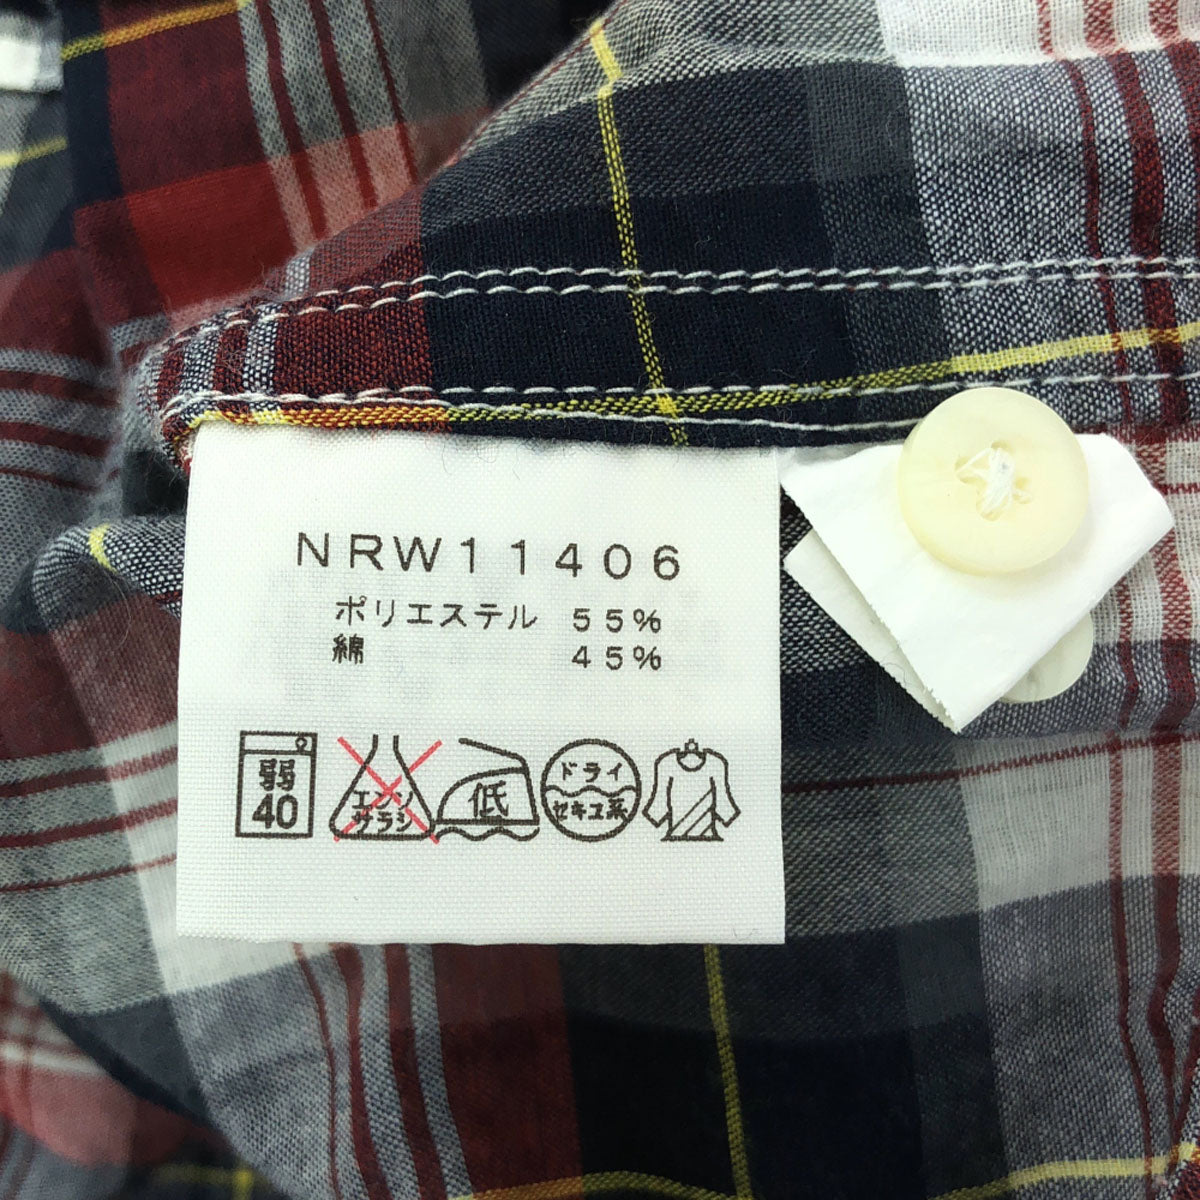 NRW11406
ポリエステル 55%
綿 45%
弱
40
エンソ
サラシ
低
ドライ
セキユ系